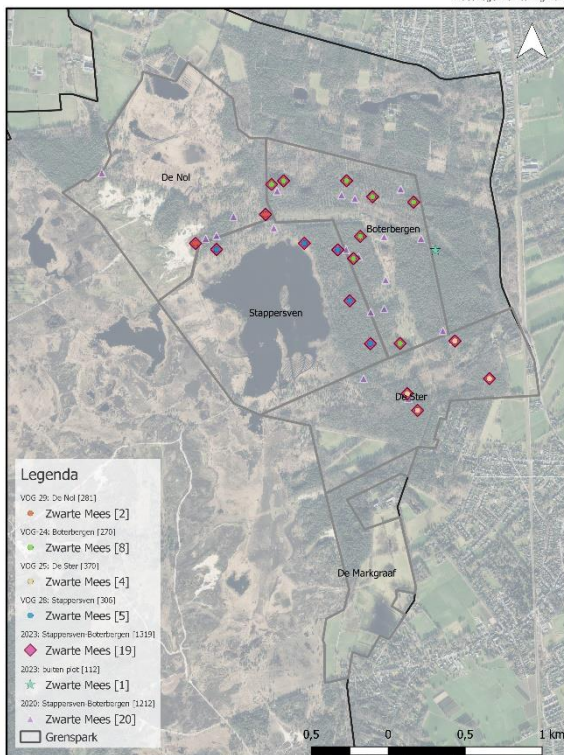 De Nol
Boterbergen
Stappersven
De Ster
De Markgraaf
Legenda
VOG 29: De Nol [281]
Zwarte Mees [2]
VOG 24: Boterbergen [270]
Zwarte Mees [8]
VOG 25: De Ster [370]
Zwarte Mees [4]
VOG 28: Stappersven [306]
Zwarte Mees [5]
2023: Stappersven-Boterbergen [1319]
Zwarte Mees [19]
2023: buiten plot [112]
Zwarte Mees [1]
2020: Stappersven-Boterbergen [1212]
Zwarte Mees [20]
Grenspark
0,5 0 0,5 1 km